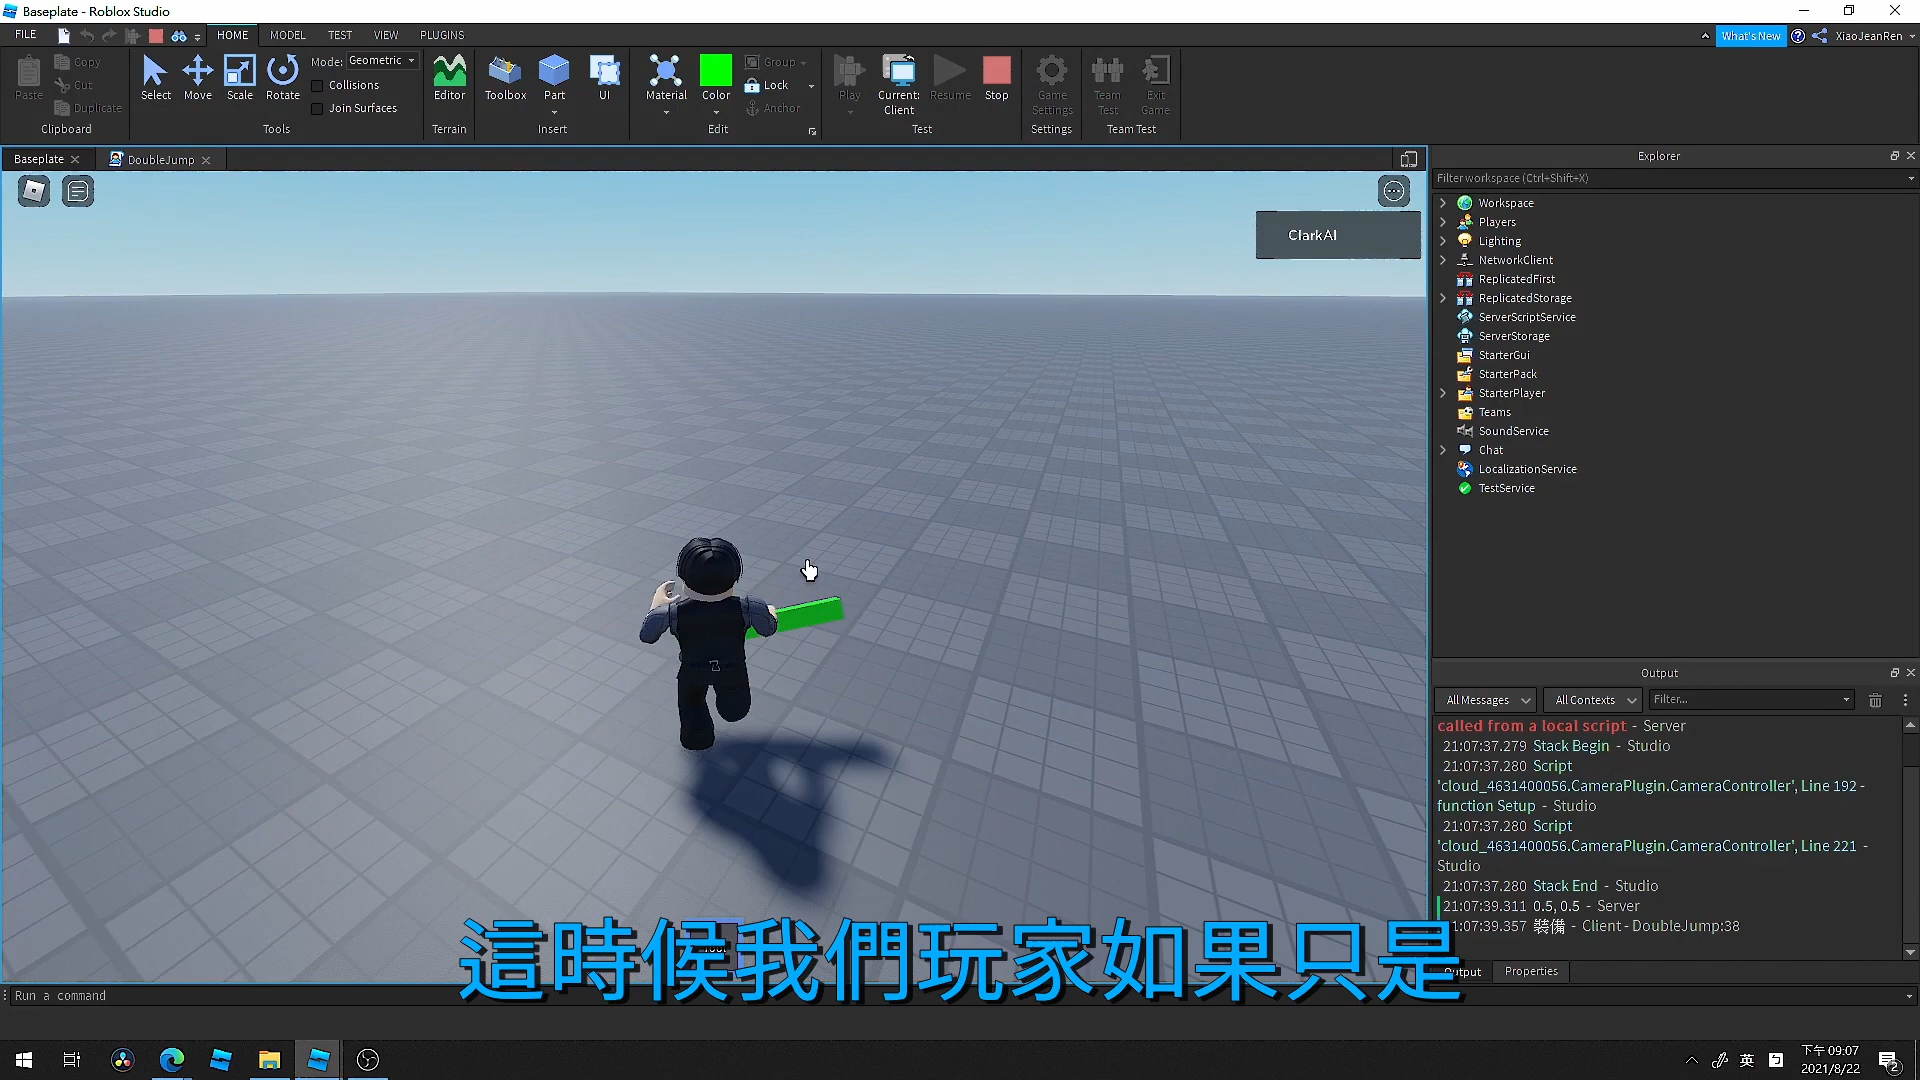 Baseplate - Roblox Studio
FILE HOME MODEL TEST VIEW PLUGINS What's New XiaoJeanRen
Paste Copy Cut Duplicate Clipboard
Select Move Scale Rotate Mode: Geometric Collisions Join Surfaces Tools
Editor Terrain
Toolbox Part UI Insert
Material Color Group Lock Anchor Edit
Play Current: Client Resume Stop Test
Game Settings Settings
Team Test Exit Game Team Test
Baseplate DoubleJump
ClarkAI
Explorer
Filter workspace (Ctrl+Shift+X)
Workspace
Players
Lighting
NetworkClient
ReplicatedFirst
ReplicatedStorage
ServerScriptService
ServerStorage
StarterGui
StarterPack
StarterPlayer
Teams
SoundService
Chat
LocalizationService
TestService
Output
All Messages All Contexts Filter...
called from a local script - Server
21:07:37.279 Stack Begin - Studio
21:07:37.280 Script
'cloud_4631400056.CameraPlugin.CameraController', Line 192 -
function Setup - Studio
21:07:37.280 Script
'cloud_4631400056.CameraPlugin.CameraController', Line 221 -
Studio
21:07:37.280 Stack End - Studio
21:07:39.311 0.5, 0.5 - Server
21:07:39.357 裝備 - Client - DoubleJump:38
Output Properties
這時候我們玩家如果只是
Run a command
英 下午 09:07
2021/8/22 2